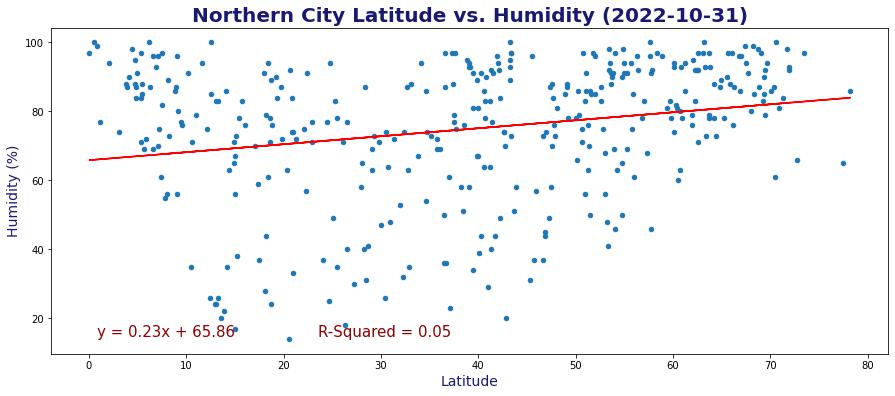 Northern City Latitude vs. Humidity (2022-10-31)
100
80
60
40
20
Humidity (%)
y = 0.23x + 65.86
R-Squared = 0.05
0 10 20 30 40 50 60 70 80
Latitude